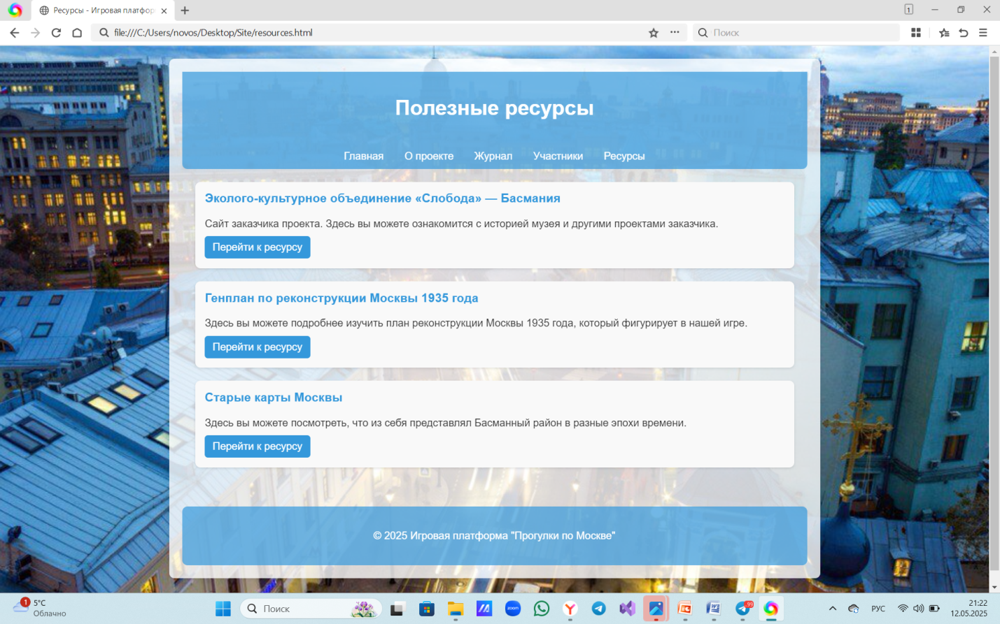 Ресурсы - Игровая платфор
1
file:///C:/Users/novos/Desktop/Site/resources.html
Поиск
Полезные ресурсы
Главная О проекте Журнал Участники Ресурсы
Эколого-культурное объединение «Слобода» — Басмания
Сайт заказчика проекта. Здесь вы можете ознакомится с историей музея и другими проектами заказчика.
Перейти к ресурсу
Генплан по реконструкции Москвы 1935 года
Здесь вы можете подробнее изучить план реконструкции Москвы 1935 года, который фигурирует в нашей игре.
Перейти к ресурсу
Старые карты Москвы
Здесь вы можете посмотреть, что из себя представлял Басманный район в разные эпохи времени.
Перейти к ресурсу
© 2025 Игровая платформа "Прогулки по Москве"
1
5°C
Облачно
Поиск
zoom
99
РУС
21:22
12.05.2025